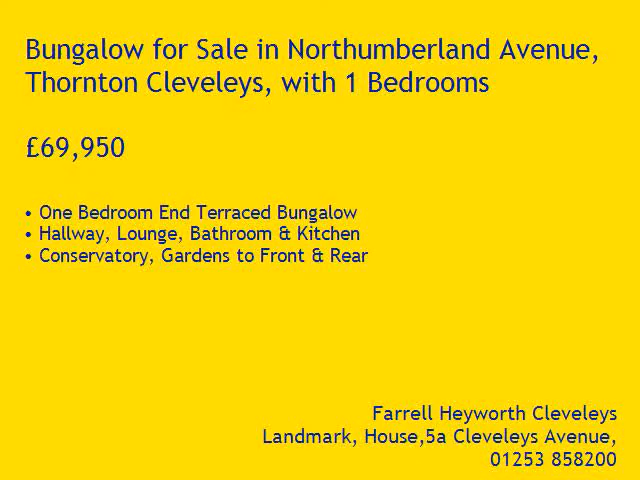 Bungalow for Sale in Northumberland Avenue,
Thornton Cleveleys, with 1 Bedrooms
£69,950
• One Bedroom End Terraced Bungalow
• Hallway, Lounge, Bathroom & Kitchen
• Conservatory, Gardens to Front & Rear
Farrell Heyworth Cleveleys
Landmark, House,5a Cleveleys Avenue,
01253 858200